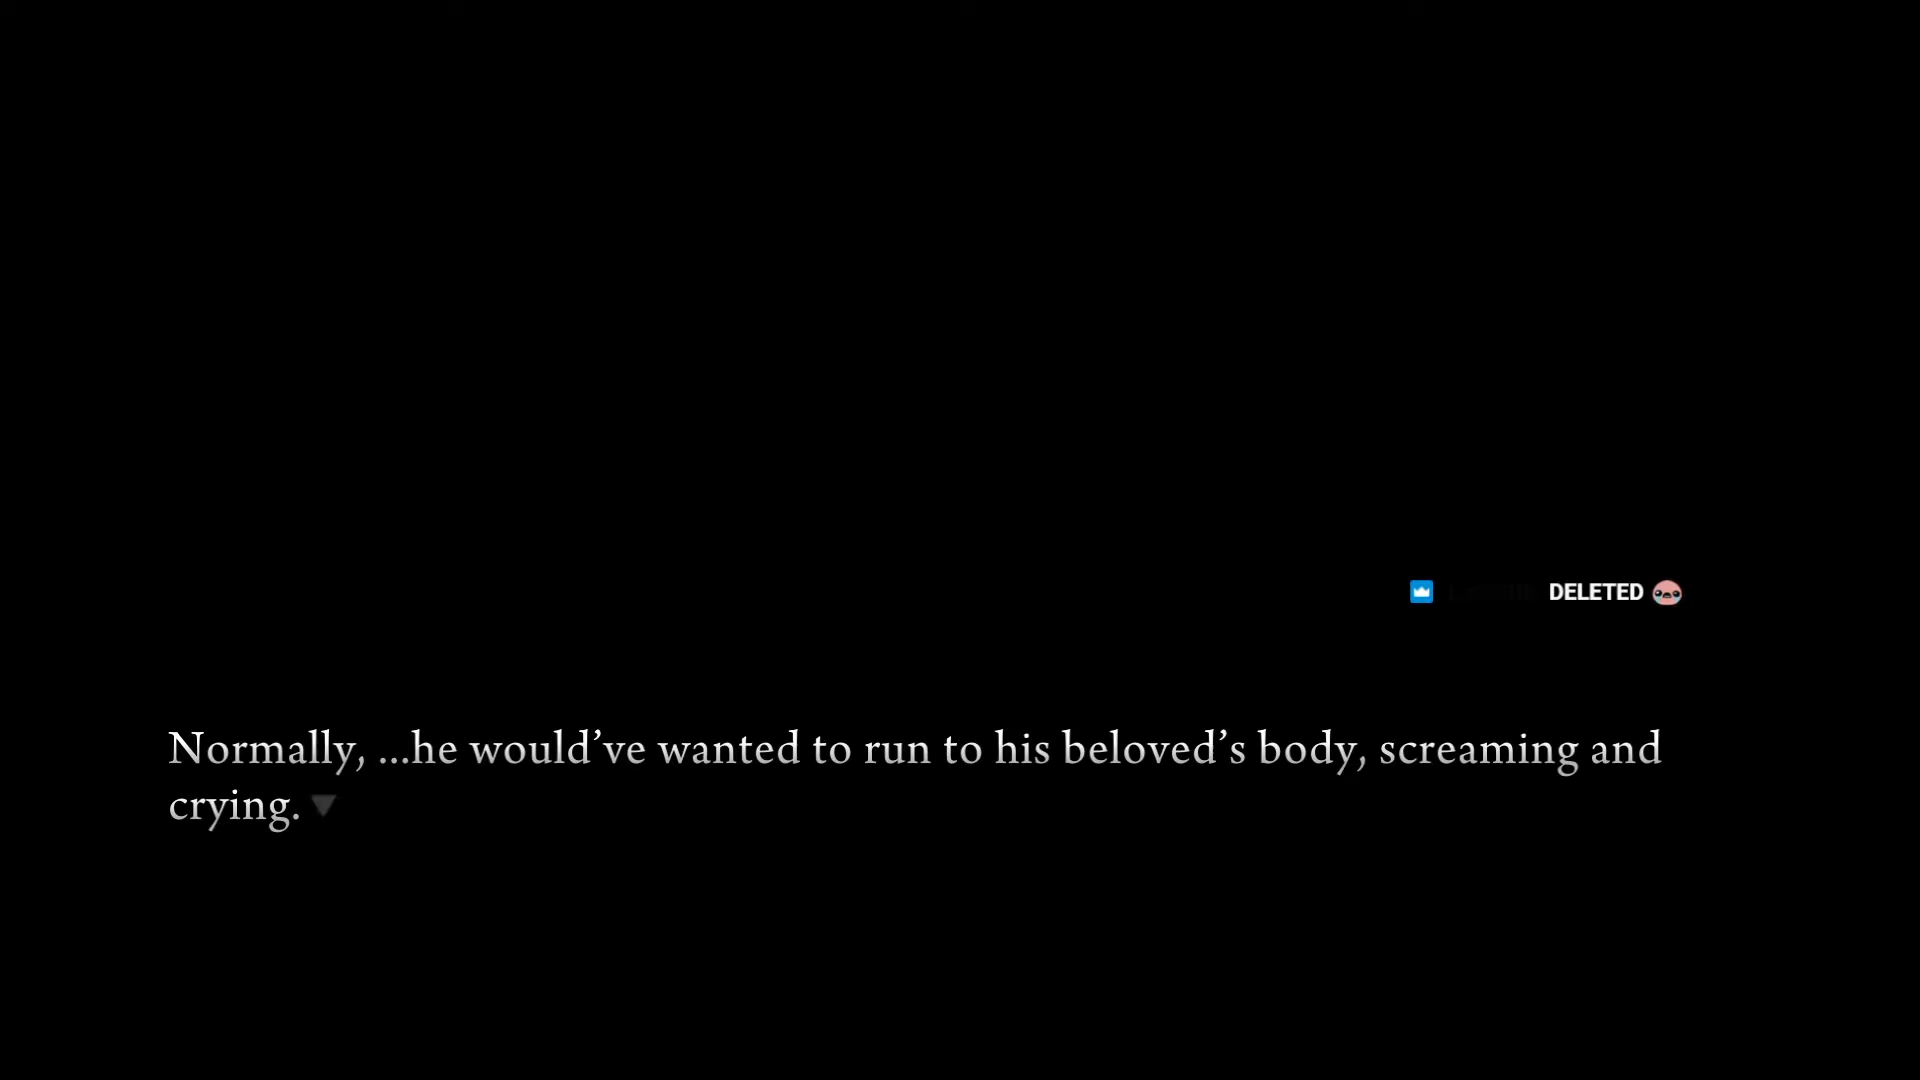 DELETED
Normally, ...he would’ve wanted to run to his beloved’s body, screaming and
crying.